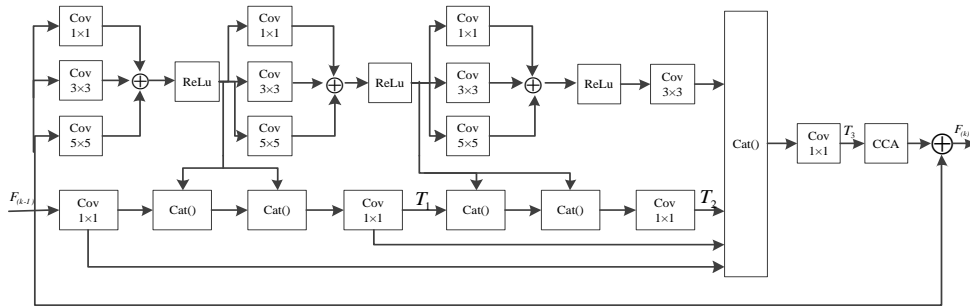 Cov
1×1
Cov
3×3
Cov
5×5
ReLu
Cov
1×1
Cov
3×3
Cov
5×5
ReLu
Cov
1×1
Cov
3×3
Cov
5×5
ReLu
Cov
3×3
Cat()
Cov
1×1
T3
CCA
F(k)
F(k-1)
Cov
1×1
Cat()
Cat()
Cov
1×1
T1
Cat()
Cat()
Cov
1×1
T2